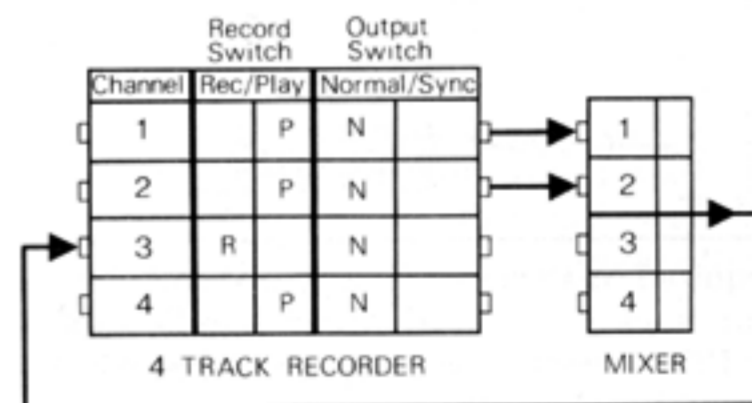 Record Output
Switch Switch
Channel Rec/Play Normal/Sync
1 P N 1
2 P N 2
3 R N 3
4 P N 4
4 TRACK RECORDER MIXER